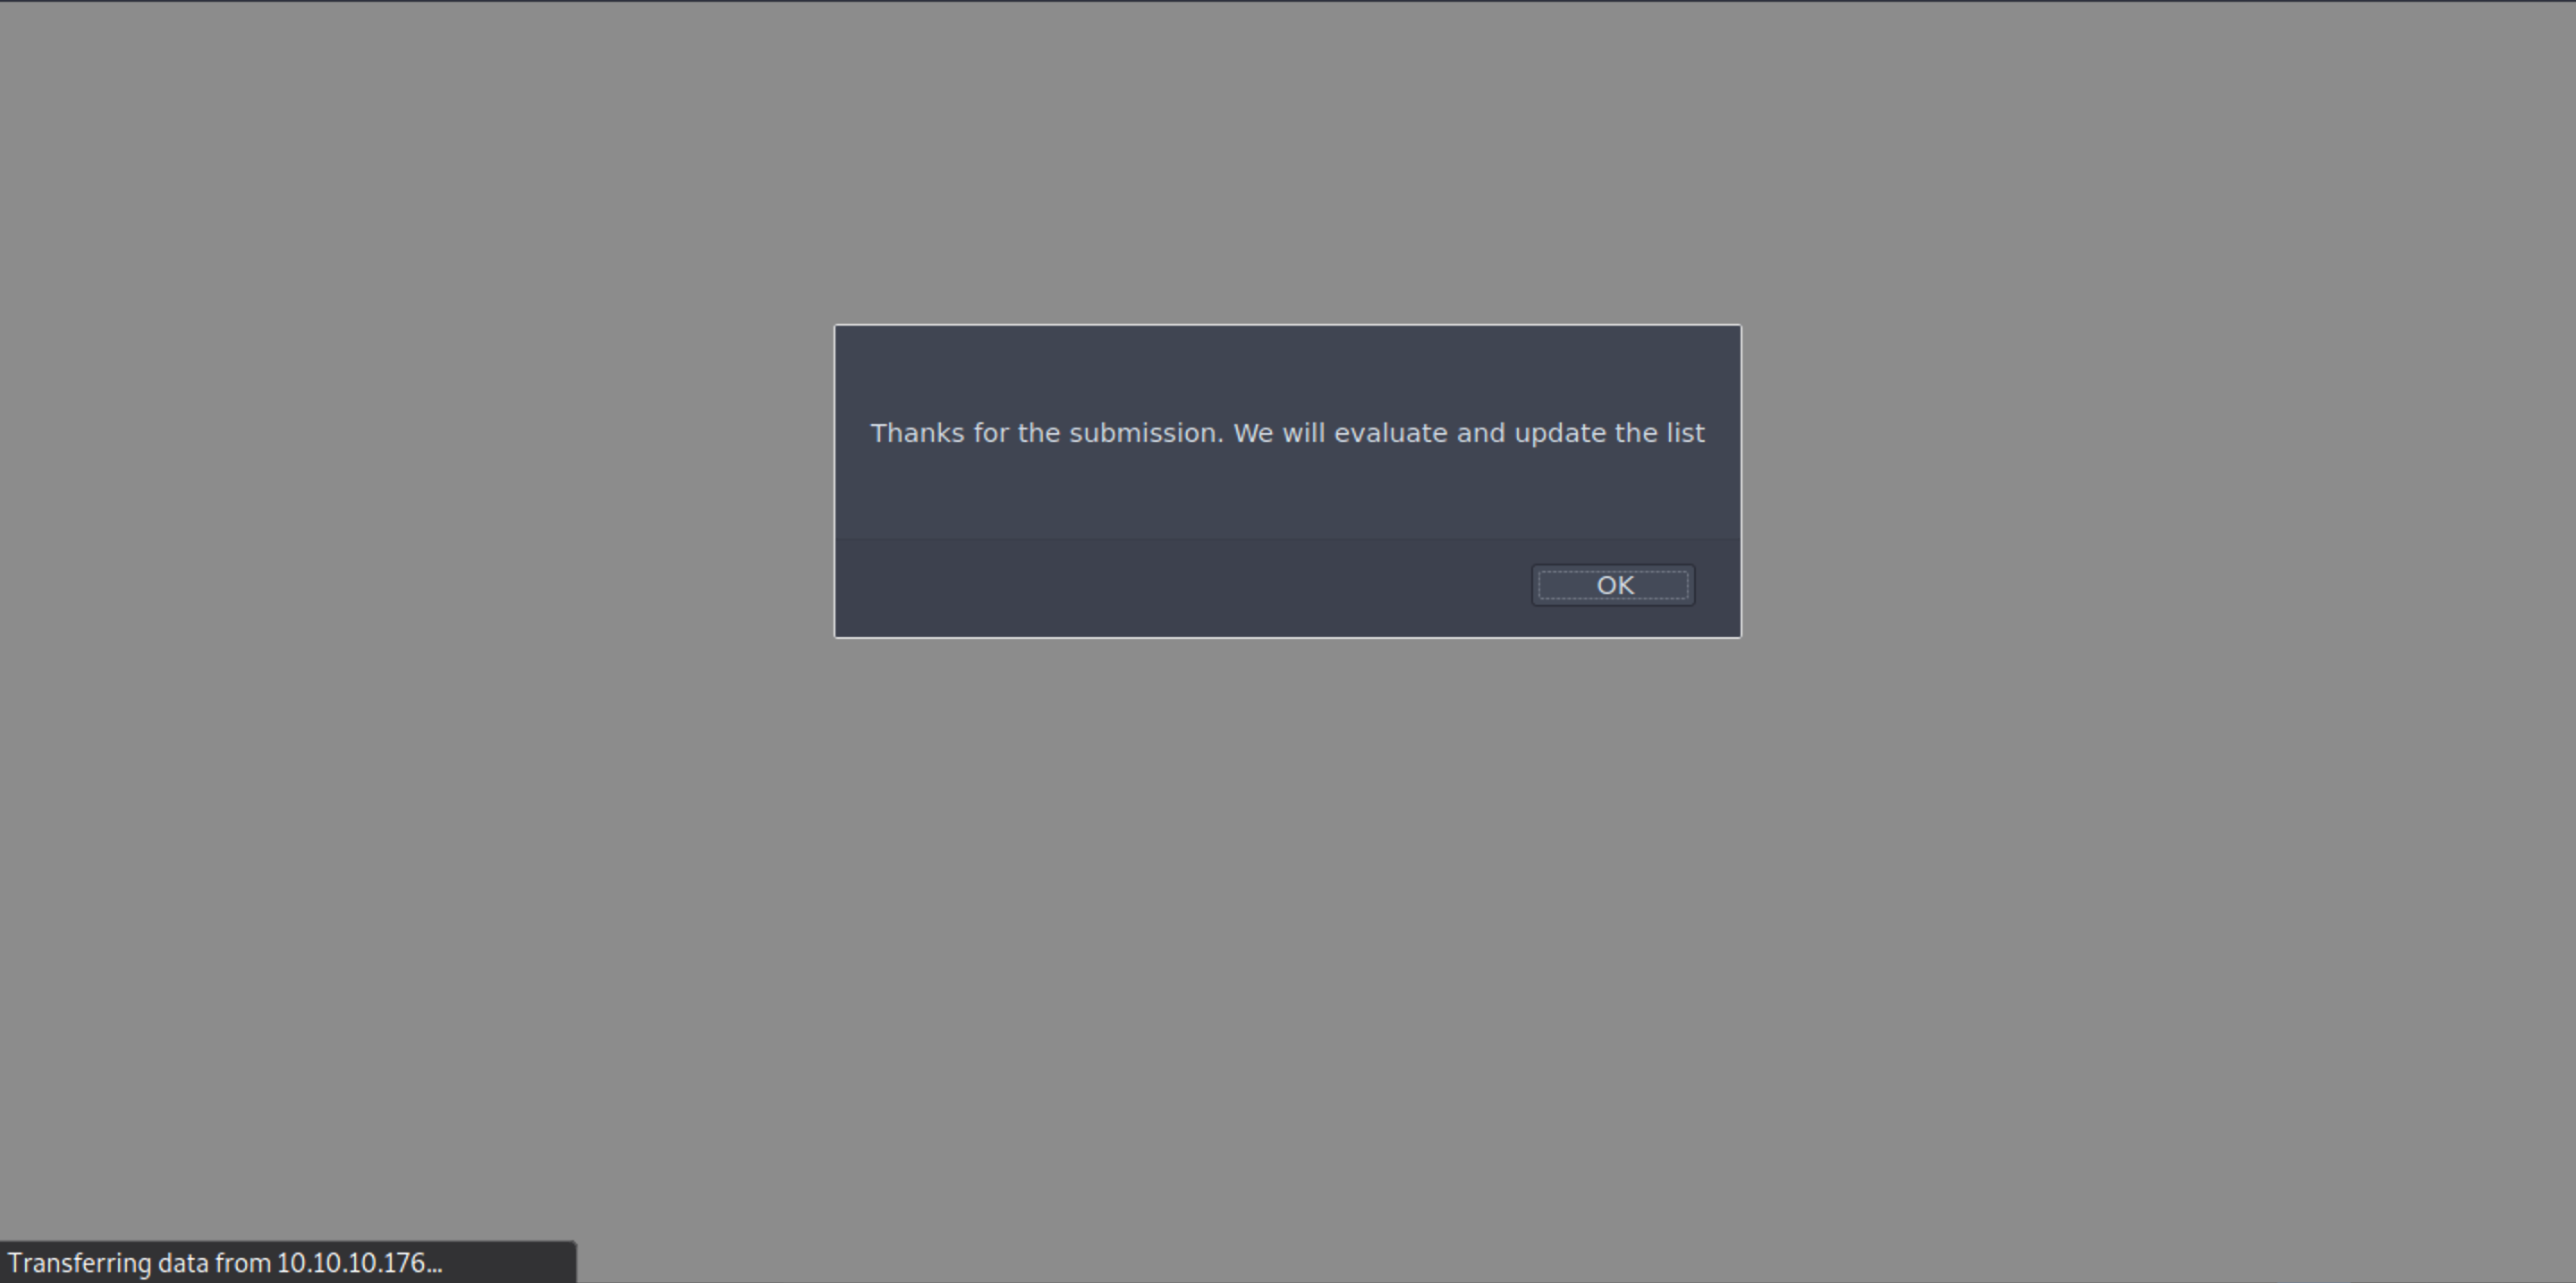 Thanks for the submission. We will evaluate and update the list
OK
Transferring data from 10.10.10.176...